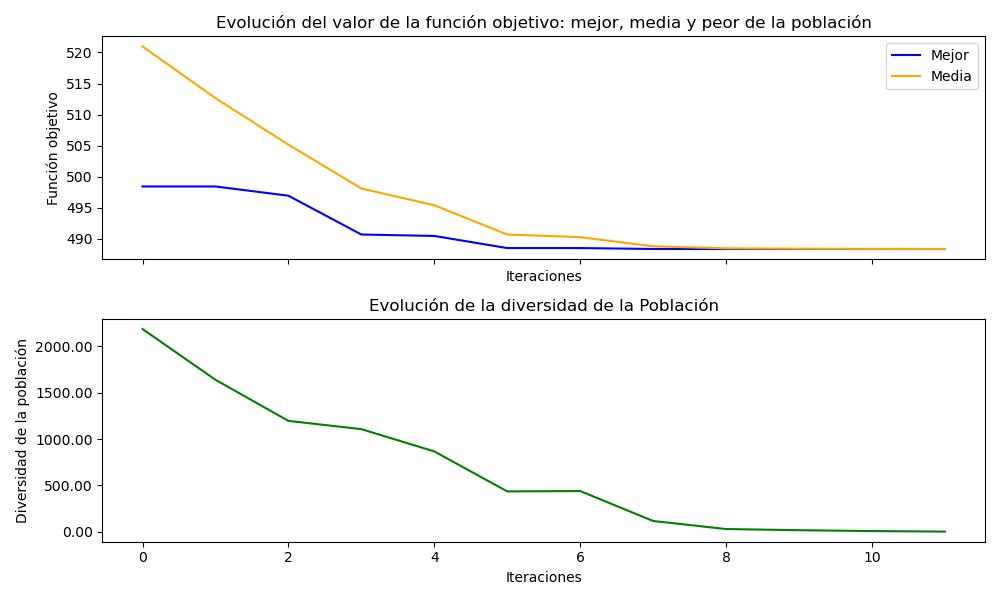 Evolución del valor de la función objetivo: mejor, media y peor de la población
Función objetivo
520
515
510
505
500
495
490
Mejor
Media
Iteraciones
Evolución de la diversidad de la Población
Diversidad de la población
2000.00
1500.00
1000.00
500.00
0.00
0 2 4 6 8 10
Iteraciones